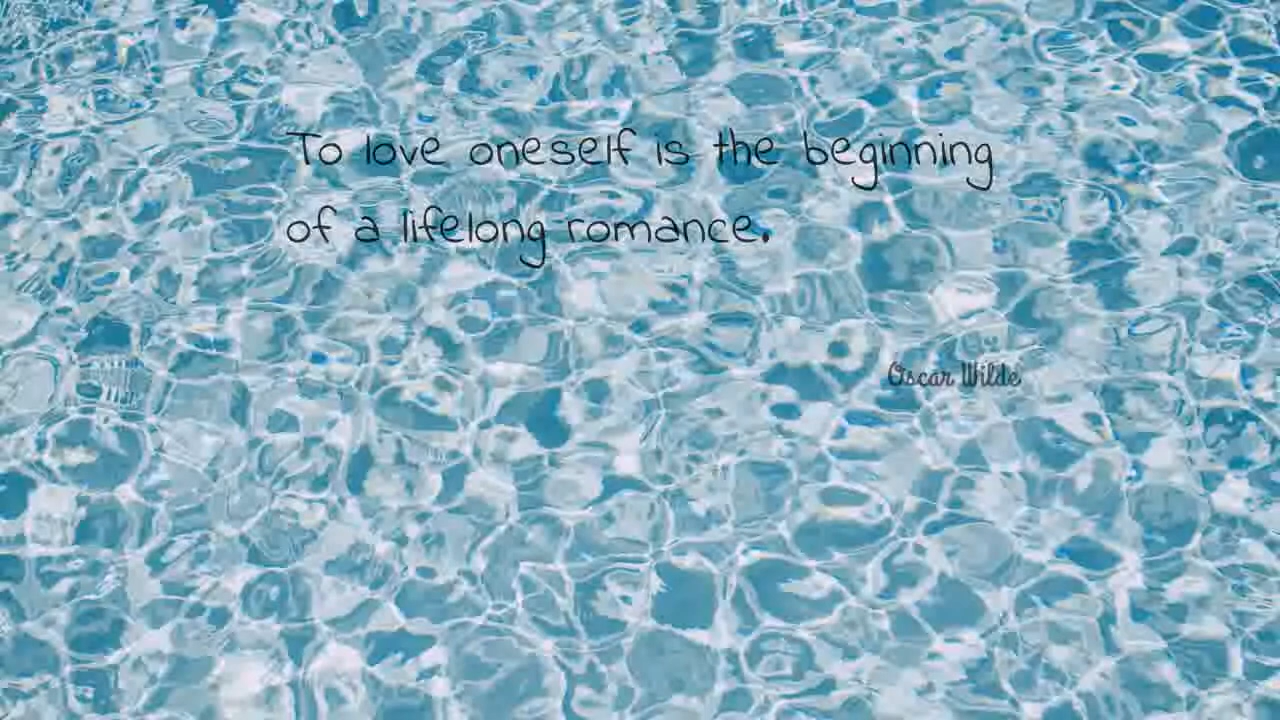 To love oneself is the beginning
of a lifelong romance.
Oscar Wilde